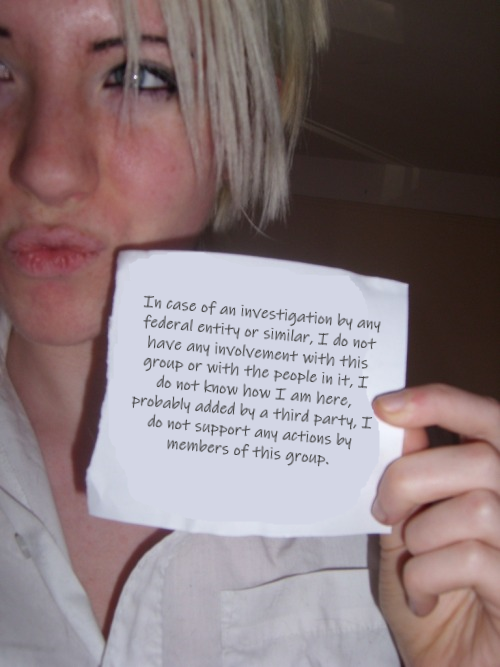 In case of an investigation by any
federal entity or similar, I do not
have any involvement with this
group or with the people in it, I
do not know how I am here,
probably added by a third party, I
do not support any actions by
members of this group.